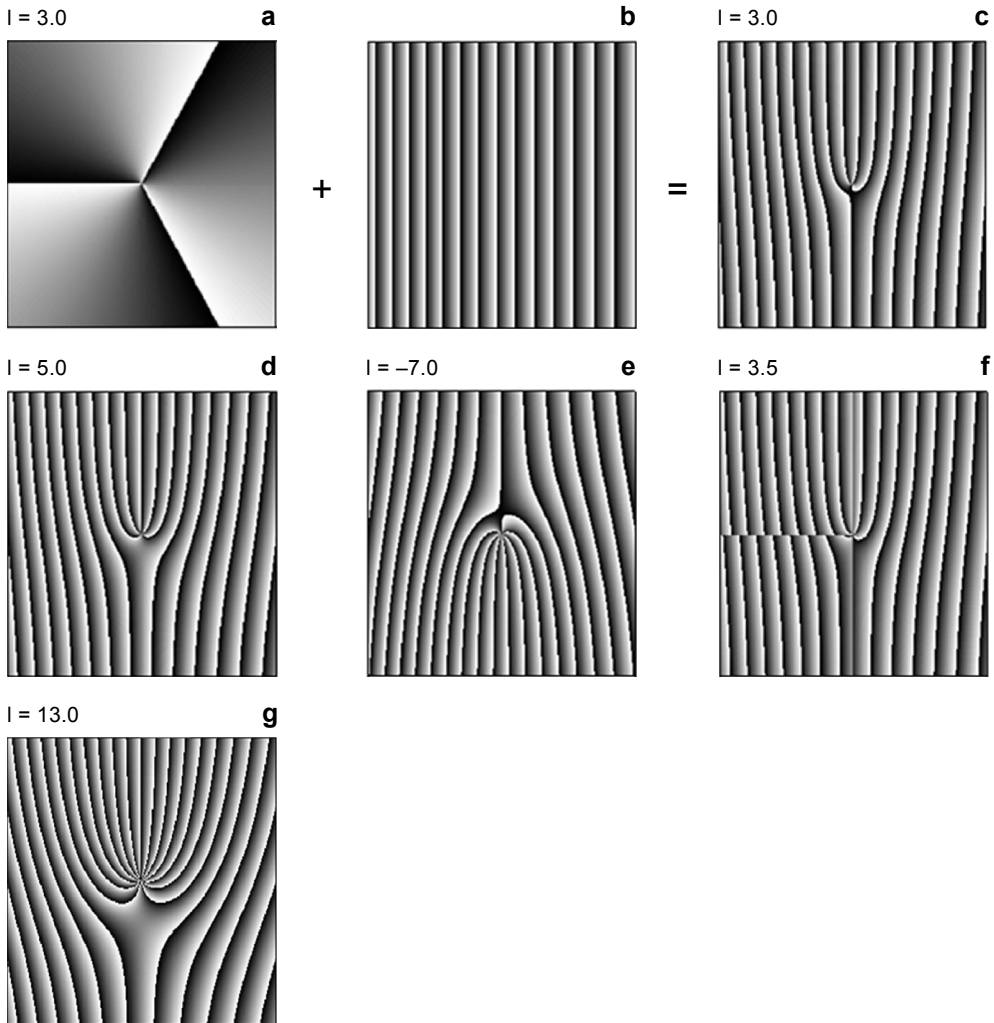 l = 3.0 a
b
l = 3.0 c
+
=
l = 5.0 d
l = –7.0 e
l = 3.5 f
l = 13.0 g